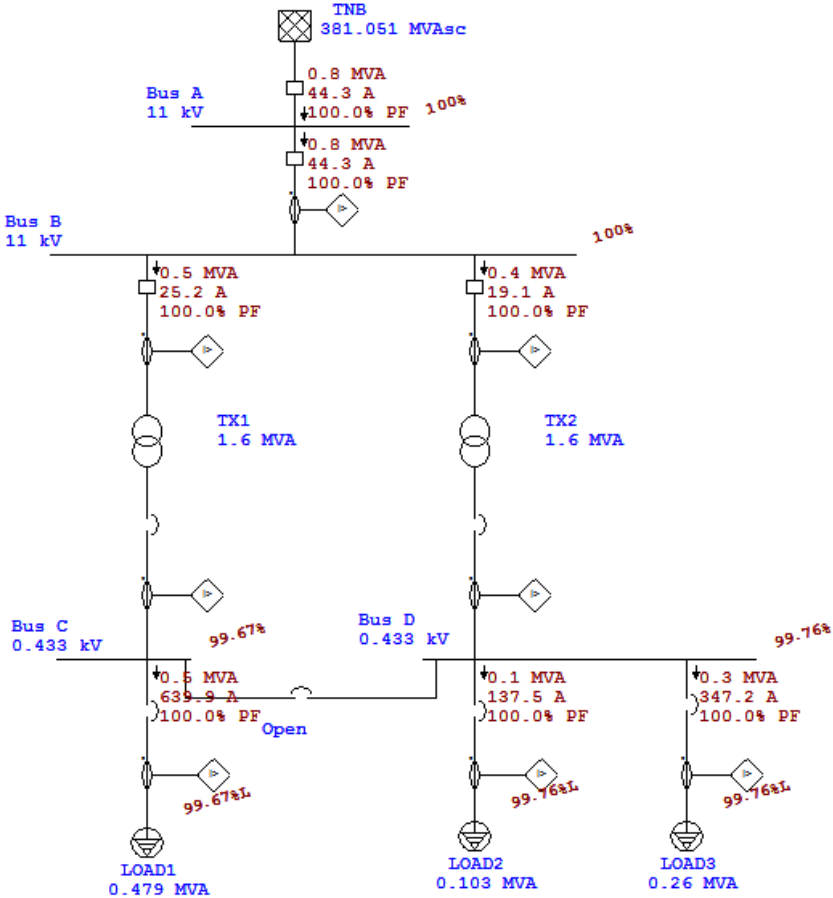 TNB
381.051 MVAsc
0.8 MVA
44.3 A
100.0% PF
Bus A
11 kV
100%
0.8 MVA
44.3 A
100.0% PF
I>
Bus B
11 kV
100%
0.5 MVA
25.2 A
100.0% PF
0.4 MVA
19.1 A
100.0% PF
I>
I>
TX1
1.6 MVA
TX2
1.6 MVA
I>
I>
Bus C
0.433 kV
99.67%
Bus D
0.433 kV
99.76%
0.5 MVA
639.9 A
100.0% PF
Open
0.1 MVA
137.5 A
100.0% PF
0.3 MVA
347.2 A
100.0% PF
I>
I>
I>
99.67%L
99.76%L
99.76%L
LOAD1
0.479 MVA
LOAD2
0.103 MVA
LOAD3
0.26 MVA